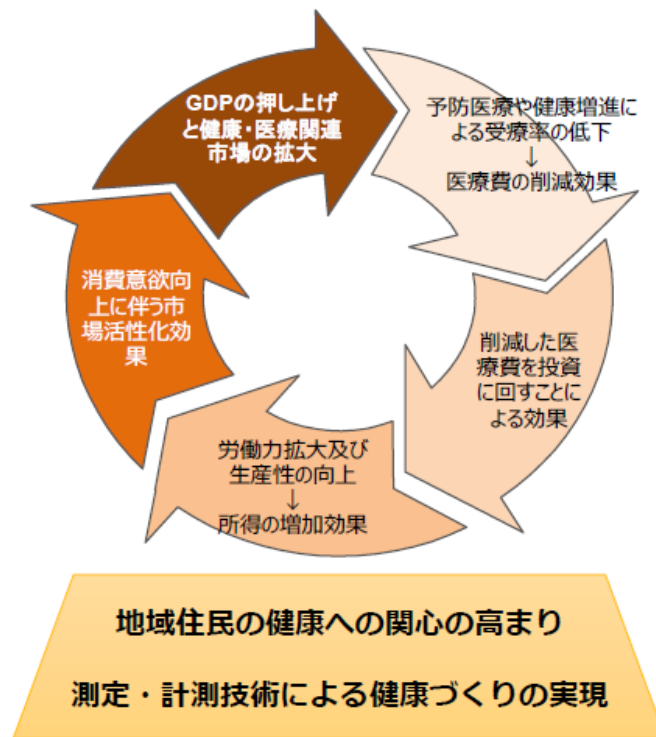 GDPの押し上げ
と健康・医療関連
市場の拡大
予防医療や健康増進に
よる受療率の低下
↓
医療費の削減効果
削減した医
療費を投資
に回すことに
よる効果
労働力拡大及び
生産性の向上
↓
所得の増加効果
消費意欲向
上に伴う市
場活性化効
果
地域住民の健康への関心の高まり
測定・計測技術による健康づくりの実現